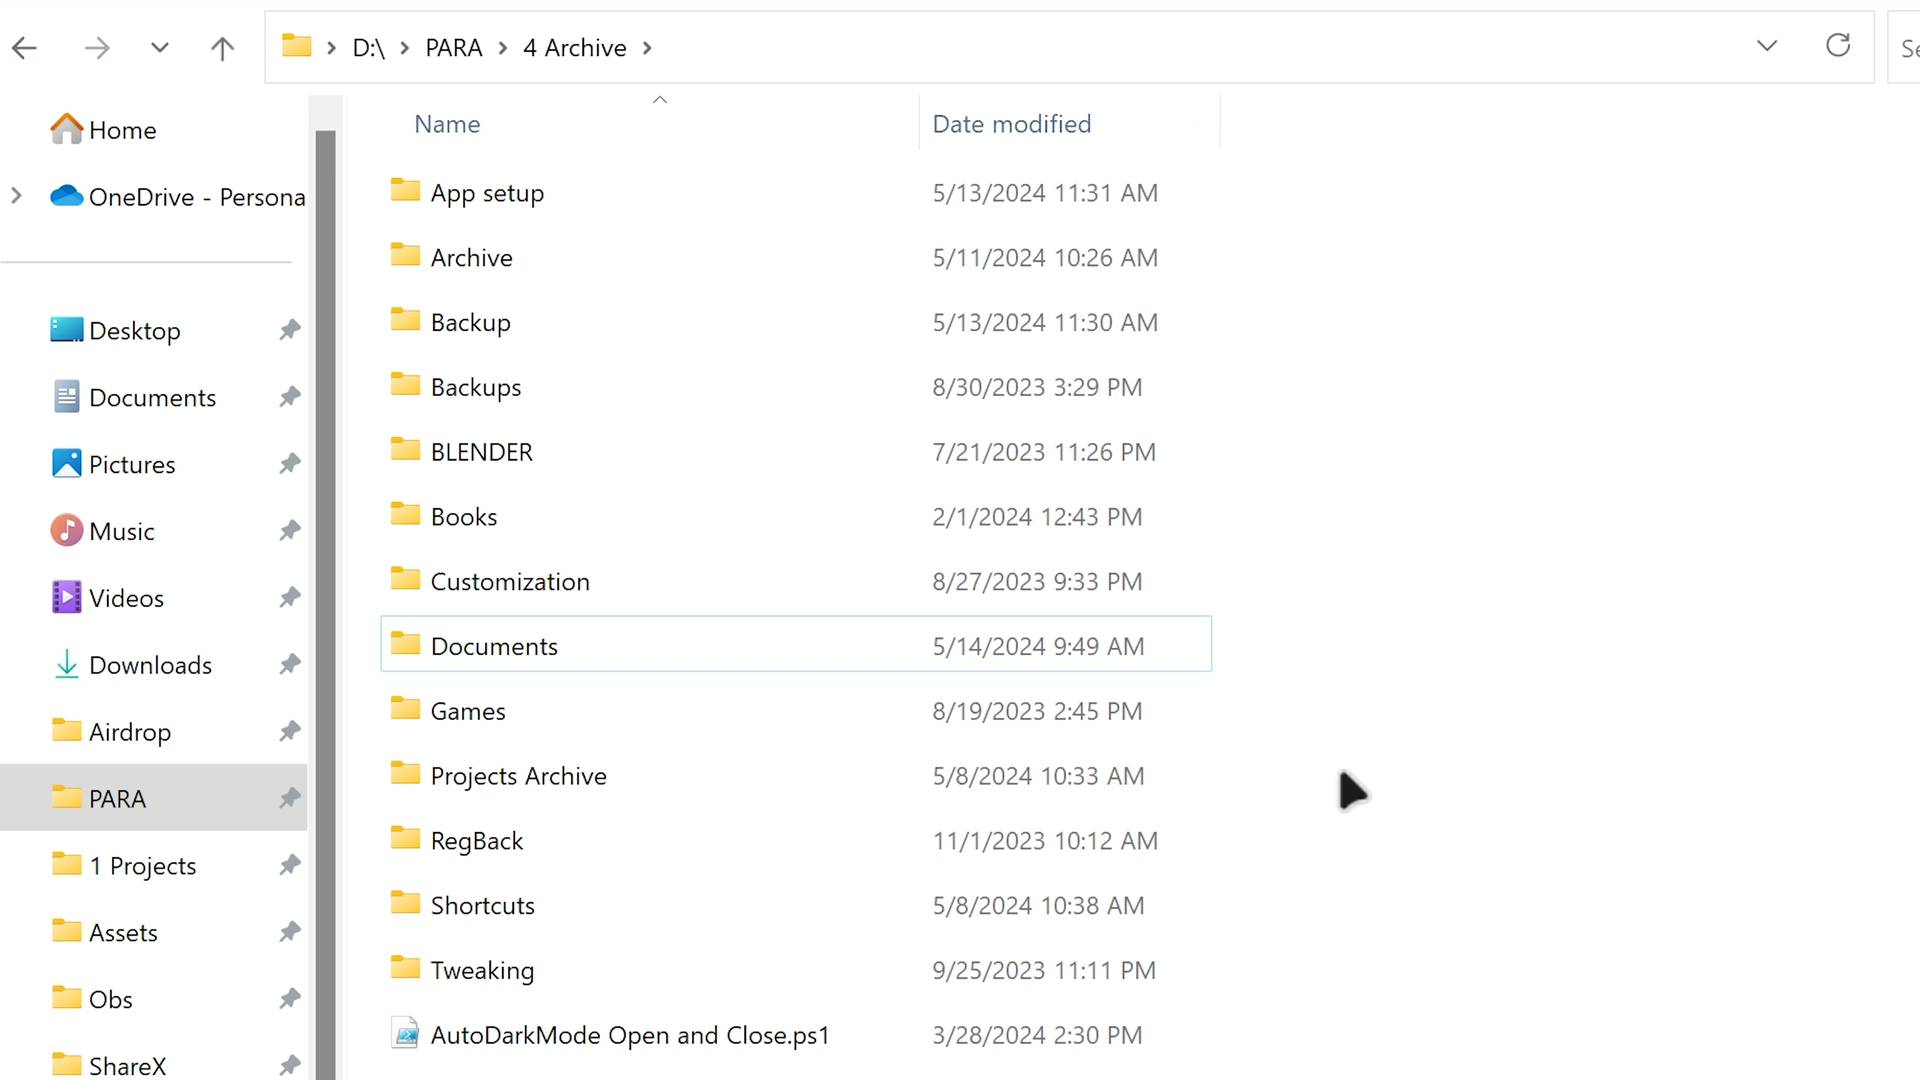 D:\ PARA 4 Archive
Se
Home
OneDrive - Persona
Desktop
Documents
Pictures
Music
Videos
Downloads
Airdrop
PARA
1 Projects
Assets
Obs
ShareX
Name Date modified
App setup 5/13/2024 11:31 AM
Archive 5/11/2024 10:26 AM
Backup 5/13/2024 11:30 AM
Backups 8/30/2023 3:29 PM
BLENDER 7/21/2023 11:26 PM
Books 2/1/2024 12:43 PM
Customization 8/27/2023 9:33 PM
Documents 5/14/2024 9:49 AM
Games 8/19/2023 2:45 PM
Projects Archive 5/8/2024 10:33 AM
RegBack 11/1/2023 10:12 AM
Shortcuts 5/8/2024 10:38 AM
Tweaking 9/25/2023 11:11 PM
AutoDarkMode Open and Close.ps1 3/28/2024 2:30 PM